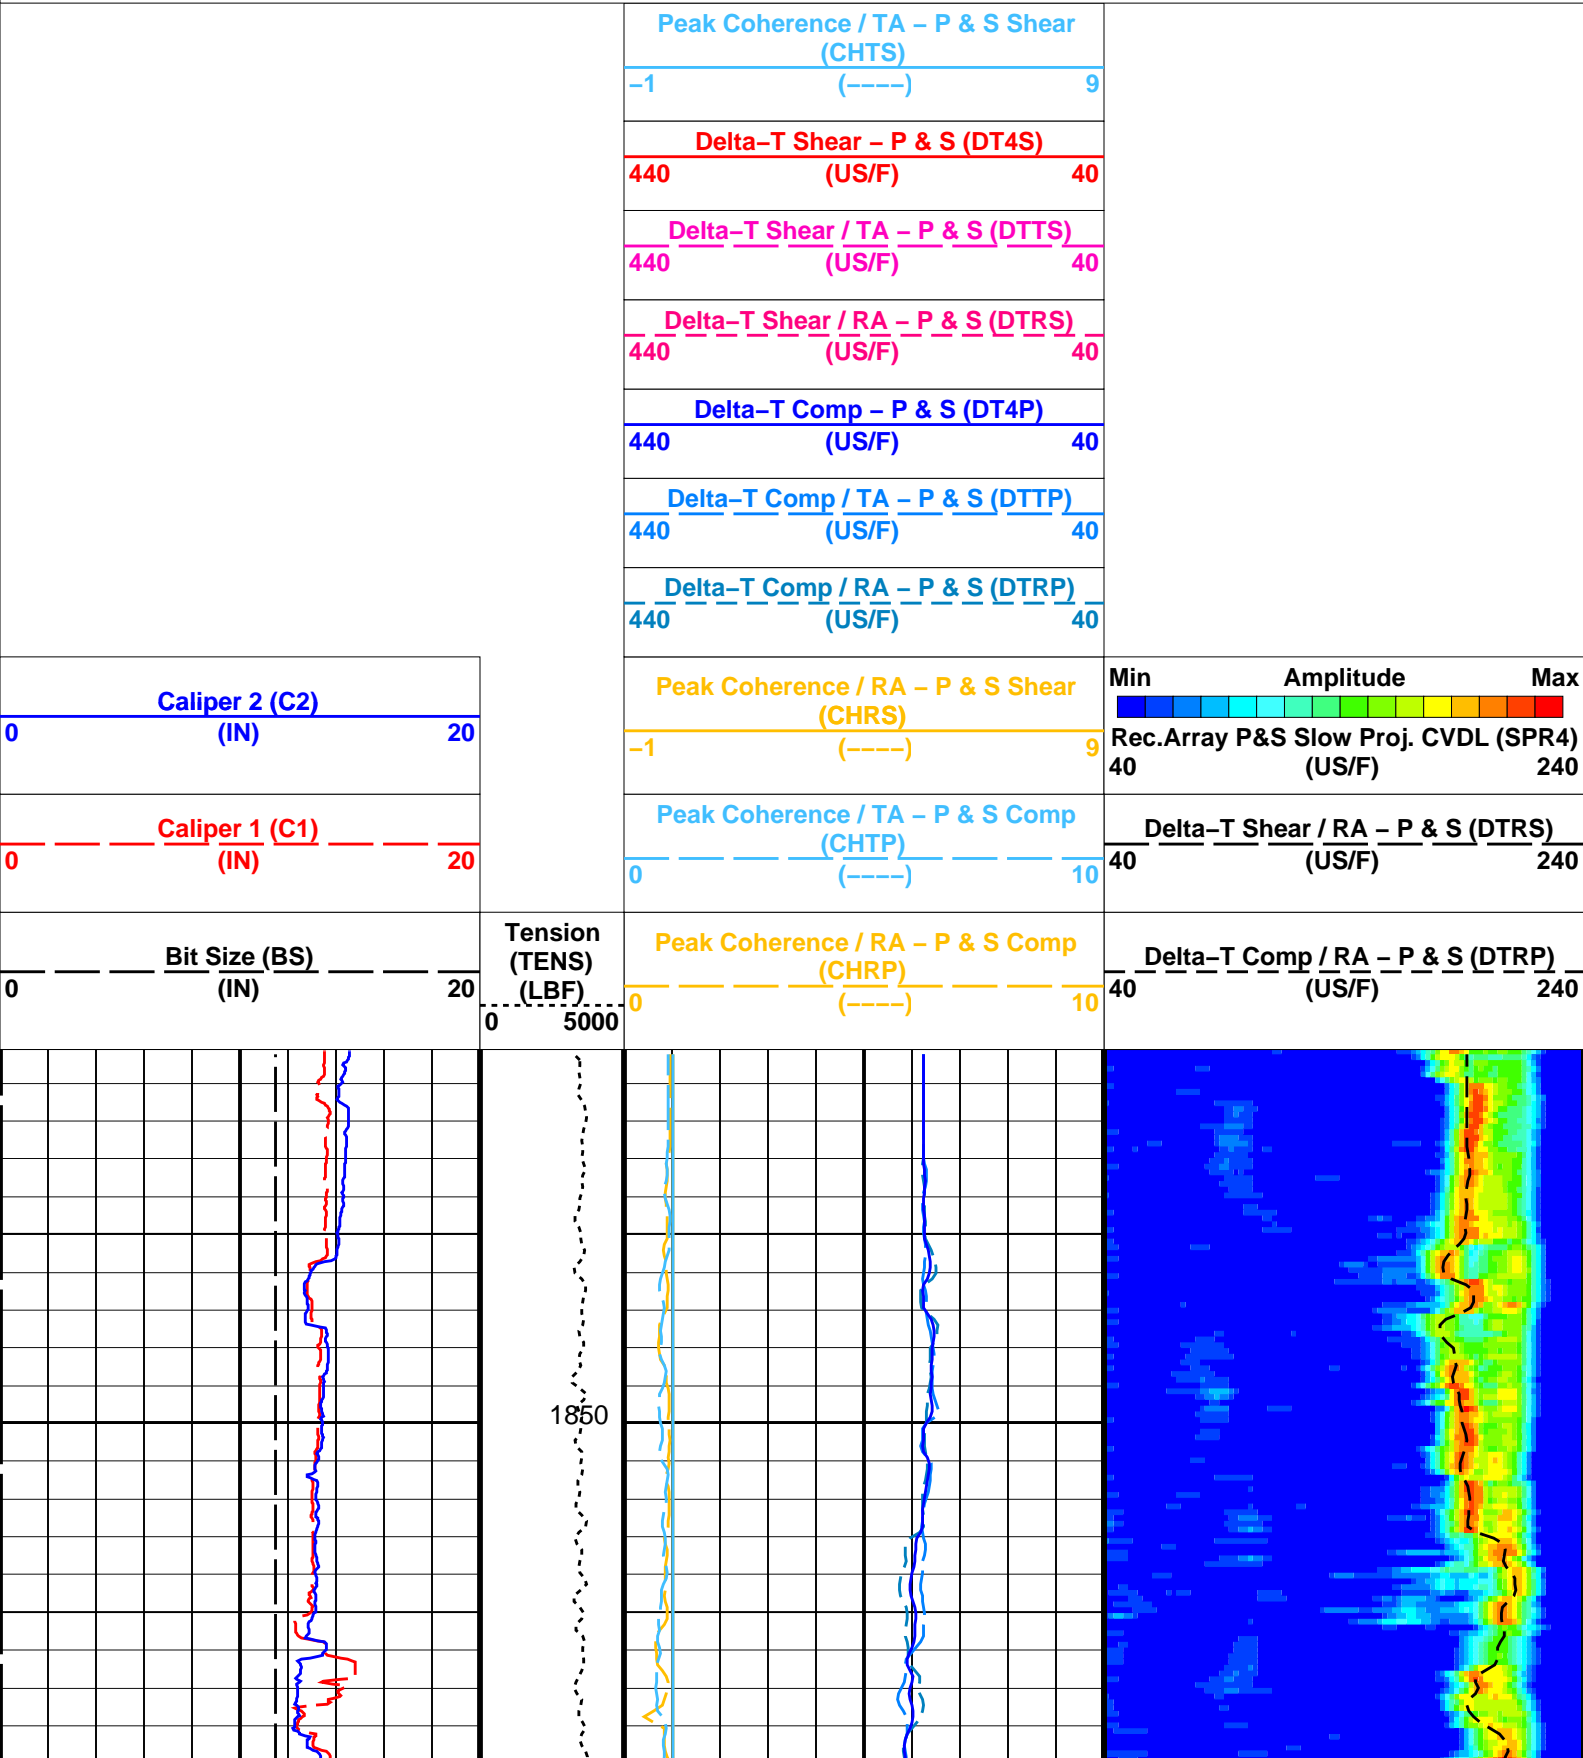 Peak Coherence / TA – P & S Shear
(CHTS)
–1 (––––) 9
Delta–T Shear – P & S (DT4S)
440 (US/F) 40
Delta–T Shear / TA – P & S (DTTS)
440 (US/F) 40
Delta–T Shear / RA – P & S (DTRS)
440 (US/F) 40
Delta–T Comp – P & S (DT4P)
440 (US/F) 40
Delta–T Comp / TA – P & S (DTTP)
440 (US/F) 40
Delta–T Comp / RA – P & S (DTRP)
440 (US/F) 40
Caliper 2 (C2)
0 (IN) 20
Peak Coherence / RA – P & S Shear
(CHRS)
–1 (––––) 9
Min Amplitude Max
Rec.Array P&S Slow Proj. CVDL (SPR4)
40 (US/F) 240
Caliper 1 (C1)
0 (IN) 20
Peak Coherence / TA – P & S Comp
(CHTP)
0 (––––) 10
Delta–T Shear / RA – P & S (DTRS)
40 (US/F) 240
Bit Size (BS)
0 (IN) 20
Tension
(TENS)
(LBF)
0 5000
Peak Coherence / RA – P & S Comp
(CHRP)
0 (––––) 10
Delta–T Comp / RA – P & S (DTRP)
40 (US/F) 240
1850